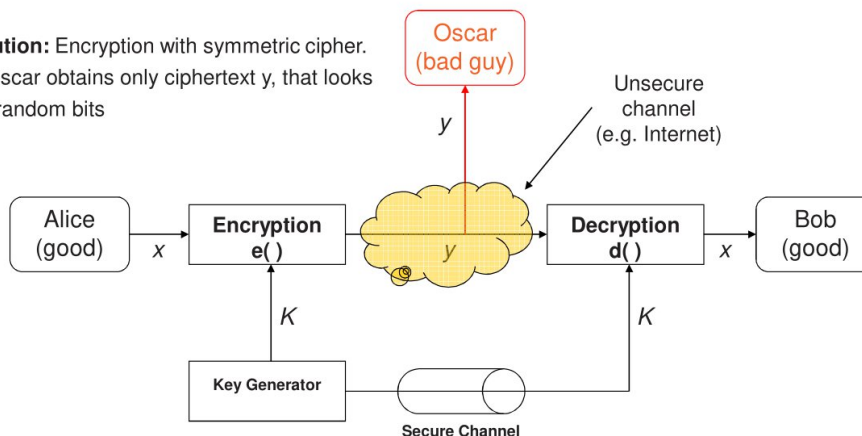 ution: Encryption with symmetric cipher.
scar obtains only ciphertext y, that looks
random bits
Oscar
(bad guy)
Unsecure
channel
(e.g. Internet)
y
Alice
(good)
x
Encryption
e( )
y
Decryption
d( )
x
Bob
(good)
K
K
Key Generator
Secure Channel